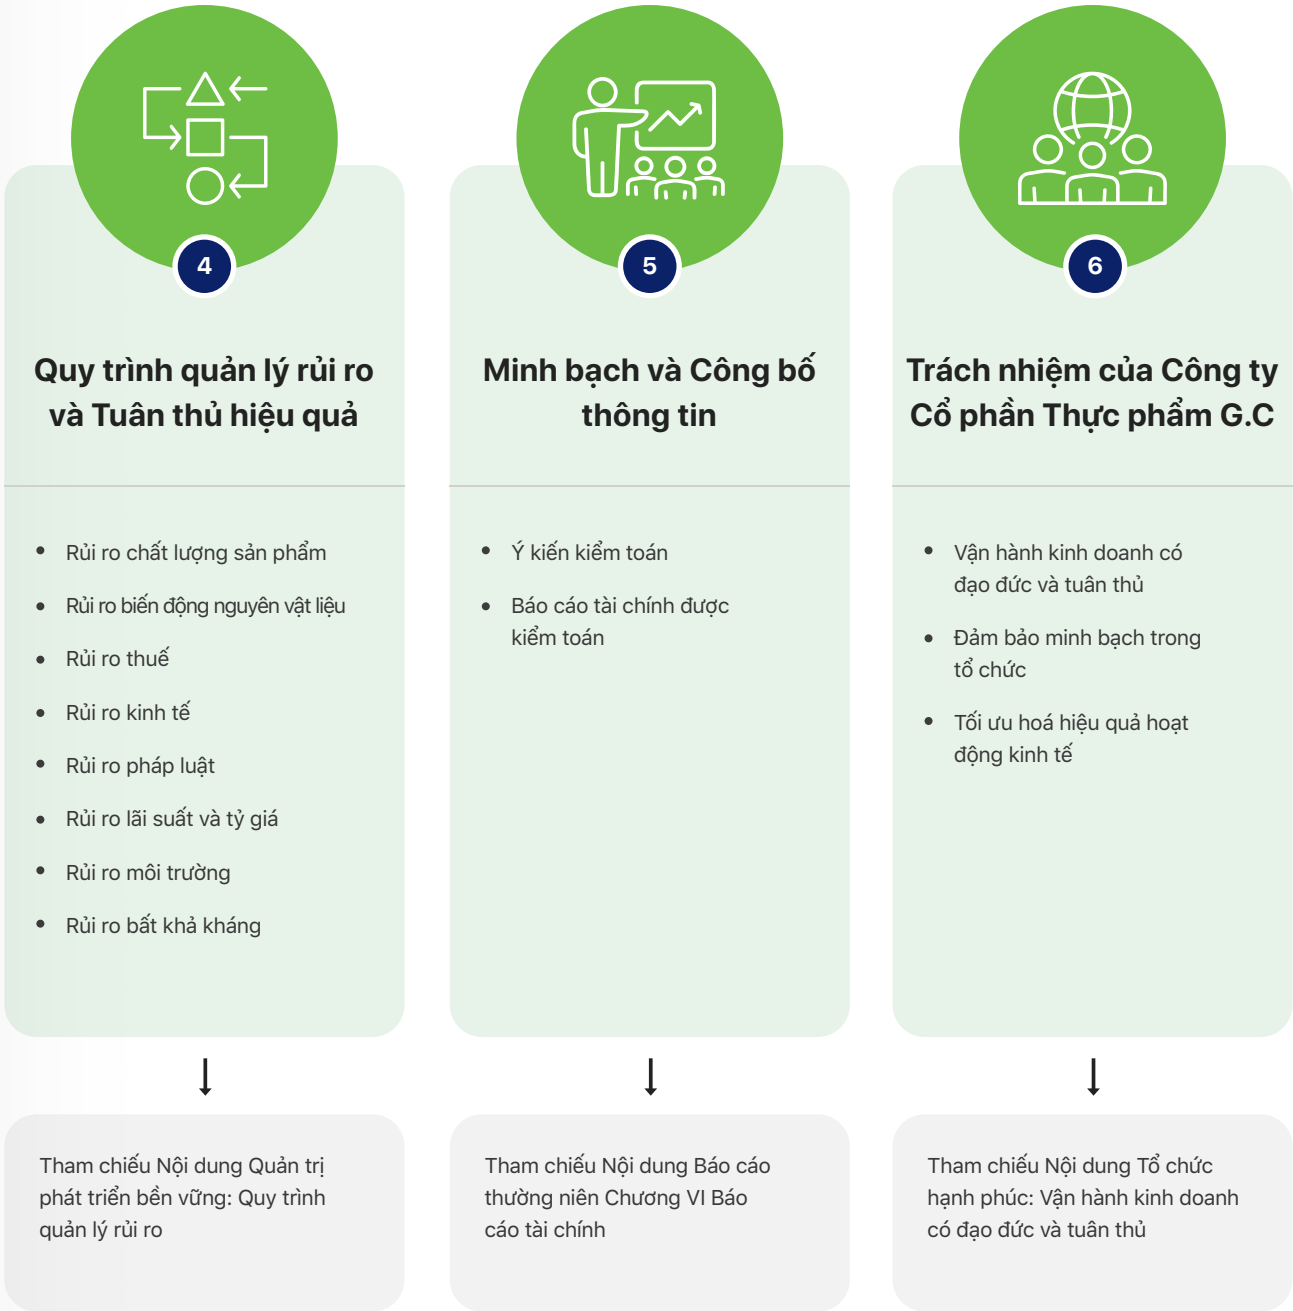 4
Quy trình quản lý rủi ro
và Tuân thủ hiệu quả
• Rủi ro chất lượng sản phẩm
• Rủi ro biến động nguyên vật liệu
• Rủi ro thuế
• Rủi ro kinh tế
• Rủi ro pháp luật
• Rủi ro lãi suất và tỷ giá
• Rủi ro môi trường
• Rủi ro bất khả kháng
Tham chiếu Nội dung Quản trị
phát triển bền vững: Quy trình
quản lý rủi ro
5
Minh bạch và Công bố
thông tin
• Ý kiến kiểm toán
• Báo cáo tài chính được
kiểm toán
Tham chiếu Nội dung Báo cáo
thường niên Chương VI Báo
cáo tài chính
6
Trách nhiệm của Công ty
Cổ phần Thực phẩm G.C
• Vận hành kinh doanh có
đạo đức và tuân thủ
• Đảm bảo minh bạch trong
tổ chức
• Tối ưu hoá hiệu quả hoạt
động kinh tế
Tham chiếu Nội dung Tổ chức
hạnh phúc: Vận hành kinh doanh
có đạo đức và tuân thủ